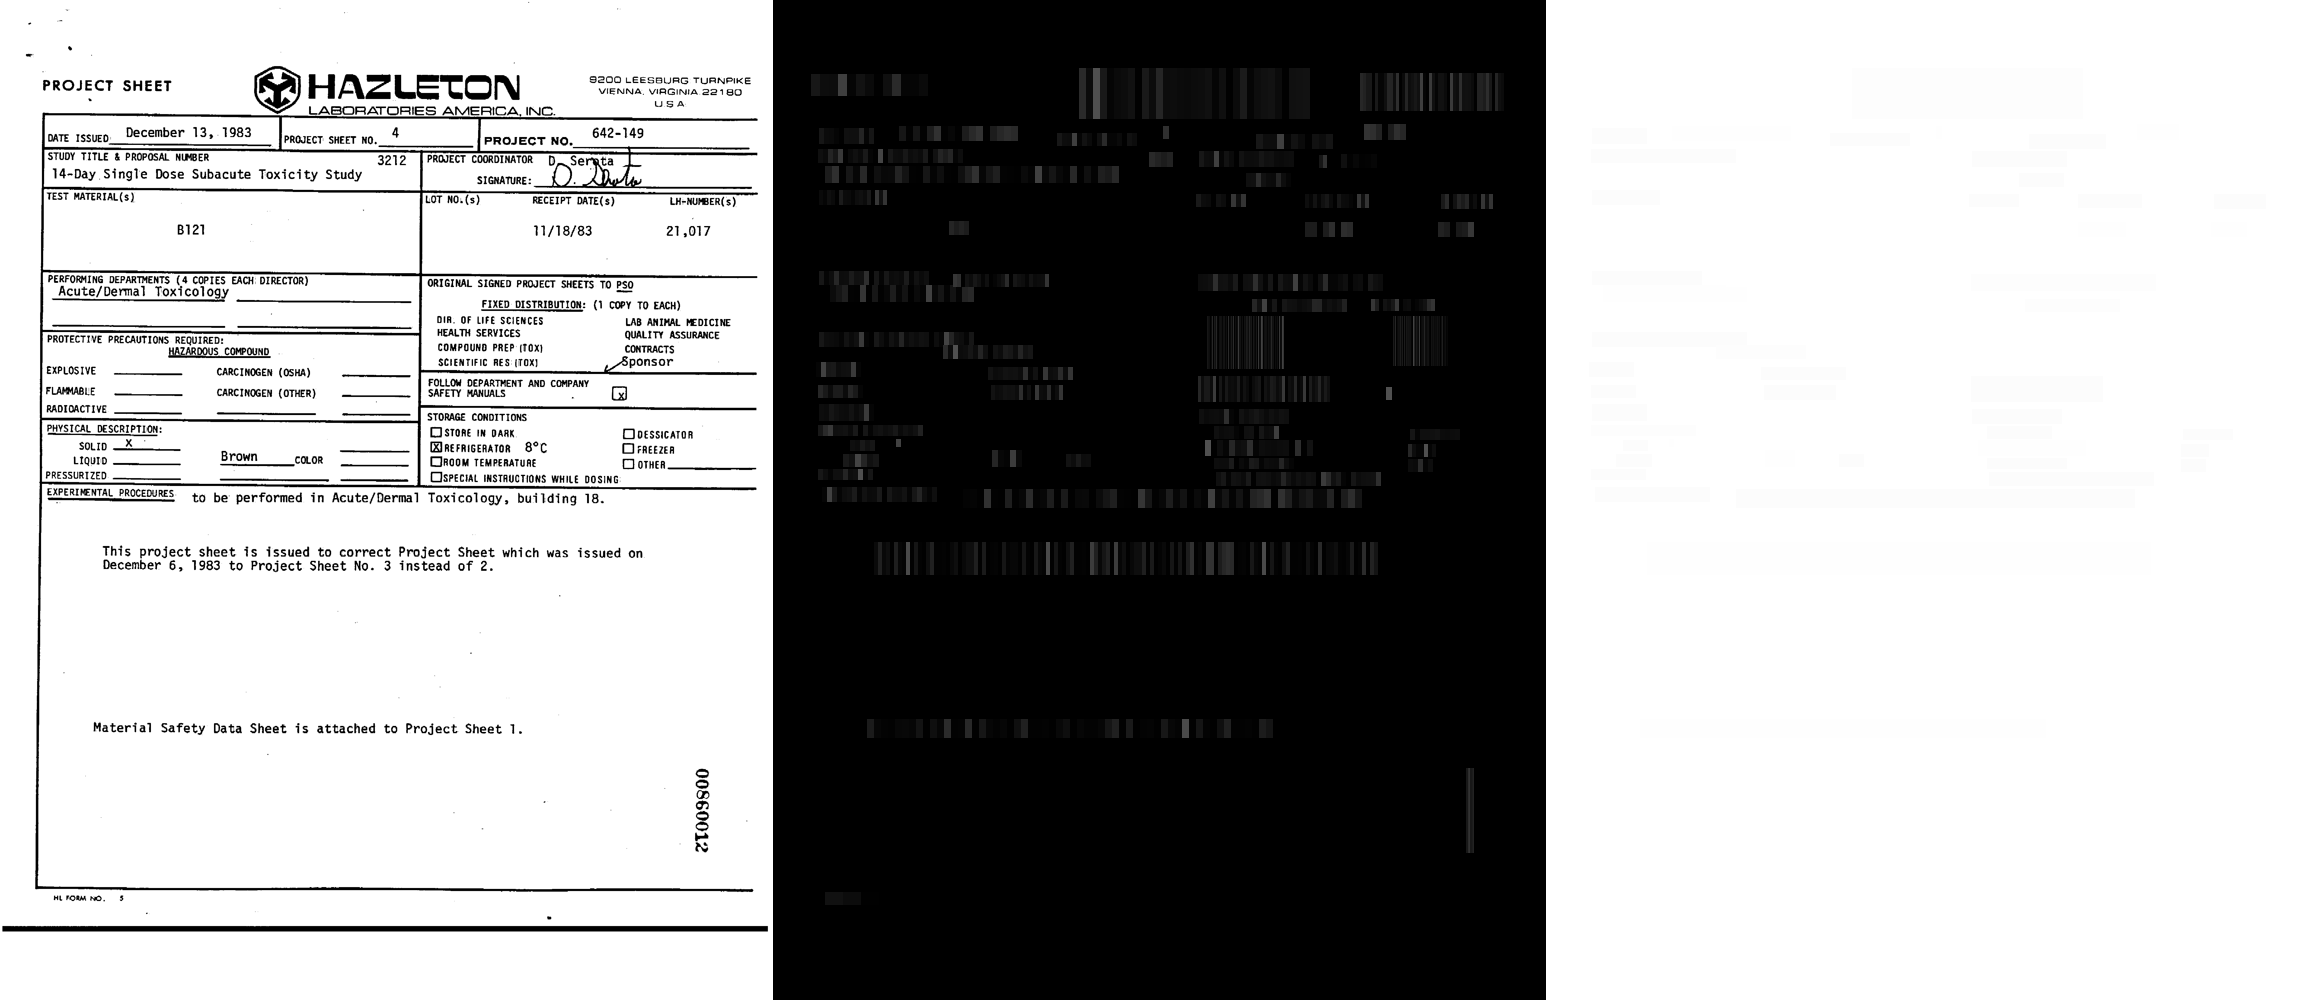 PROJECT SHEET
HAZLETON
LABORATORIES AMERICA, INC.
9200 LEESBURG TURNPIKE
VIENNA, VIRGINIA 22180
U.S.A
DATE ISSUED: December 13, 1983
PROJECT SHEET NO. 4
PROJECT NO. 642-149
STUDY TITLE & PROPOSAL NUMBER 3212
14-Day Single Dose Subacute Toxicity Study
PROJECT COORDINATOR D. Serota
SIGNATURE: D. Serota
TEST MATERIAL(s)
B121
LOT NO.(s) RECEIPT DATE(s) LH-NUMBER(s)
11/18/83 21,017
PERFORMING DEPARTMENTS (4 COPIES EACH DIRECTOR)
Acute/Dermal Toxicology
ORIGINAL SIGNED PROJECT SHEETS TO PSO
FIXED DISTRIBUTION: (1 COPY TO EACH)
DIR. OF LIFE SCIENCES LAB ANIMAL MEDICINE
HEALTH SERVICES QUALITY ASSURANCE
COMPOUND PREP (TOX) CONTRACTS
SCIENTIFIC RES (TOX) Sponsor
PROTECTIVE PRECAUTIONS REQUIRED:
HAZARDOUS COMPOUND
EXPLOSIVE CARCINOGEN (OSHA)
FLAMMABLE CARCINOGEN (OTHER)
RADIOACTIVE
FOLLOW DEPARTMENT AND COMPANY
SAFETY MANUALS x
PHYSICAL DESCRIPTION:
SOLID X
LIQUID Brown COLOR
PRESSURIZED
STORAGE CONDITIONS
STORE IN DARK DESSICATOR
X REFRIGERATOR 8°C FREEZER
ROOM TEMPERATURE OTHER
SPECIAL INSTRUCTIONS WHILE DOSING
EXPERIMENTAL PROCEDURES to be performed in Acute/Dermal Toxicology, building 18.
This project sheet is issued to correct Project Sheet which was issued on
December 6, 1983 to Project Sheet No. 3 instead of 2.
Material Safety Data Sheet is attached to Project Sheet 1.
00860012
HL FORM NO. 5